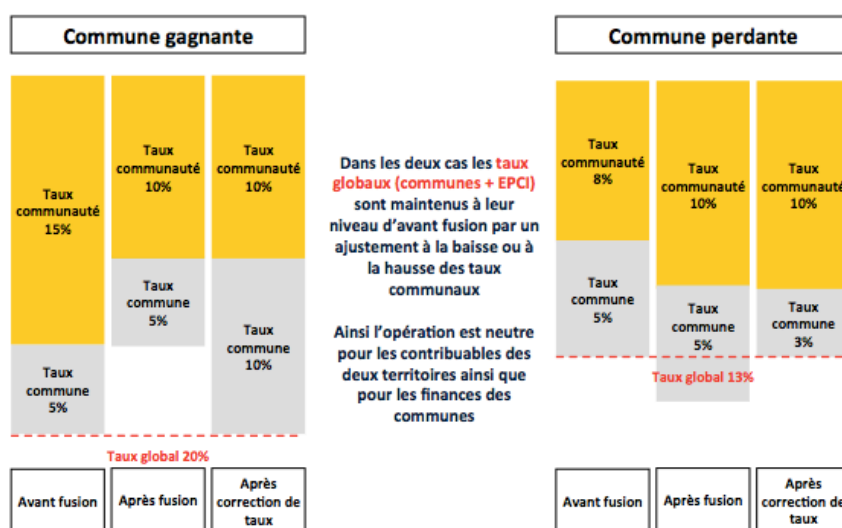 Commune gagnante
Taux
communauté
15%
Taux
commune
5%
Taux
communauté
10%
Taux
commune
5%
Taux
communauté
10%
Taux
commune
10%
Taux global 20%
Avant fusion
Après fusion
Après
correction de
taux
Dans les deux cas les taux
globaux (communes + EPCI)
sont maintenus à leur
niveau d'avant fusion par un
ajustement à la baisse ou à
la hausse des taux
communaux
Ainsi l'opération est neutre
pour les contribuables des
deux territoires ainsi que
pour les finances des
communes
Commune perdante
Taux
communauté
8%
Taux
commune
5%
Taux
communauté
10%
Taux
commune
5%
Taux
communauté
10%
Taux
commune
3%
Taux global 13%
Avant fusion
Après fusion
Après
correction de
taux